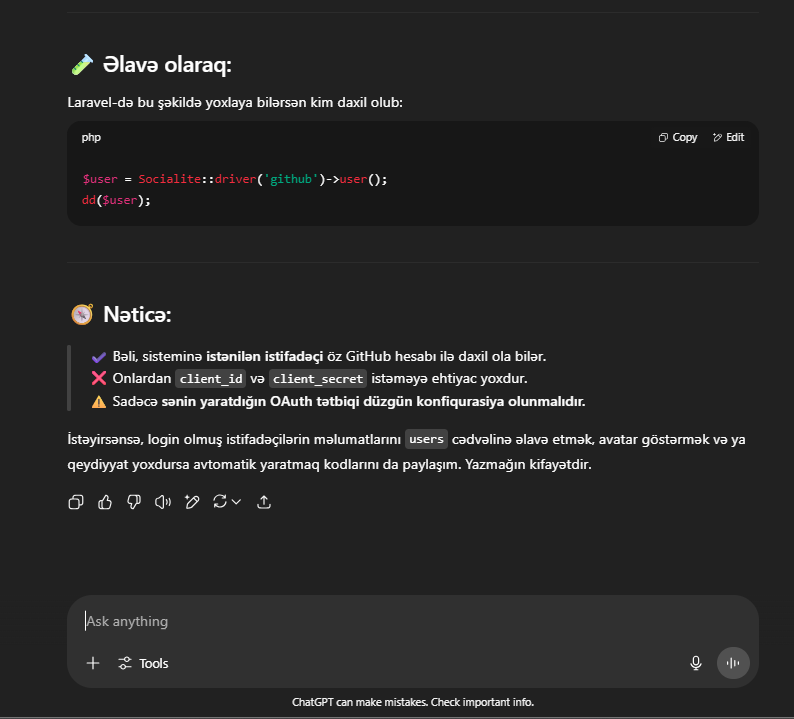 Əlavə olaraq:
Laravel-də bu şəkildə yoxlaya bilərsən kim daxil olub:
php Copy Edit
$user = Socialite::driver('github')->user();
dd($user);
Nəticə:
✔️ Bəli, sisteminə istənilən istifadəçi öz GitHub hesabı ilə daxil ola bilər.
❌ Onlardan client_id və client_secret istəməyə ehtiyac yoxdur.
⚠️ Sadəcə sənin yaratdığın OAuth tətbiqi düzgün konfiqurasiya olunmalıdır.
İstəyirsənsə, login olmuş istifadəçilərin məlumatlarını users cədvəlinə əlavə etmək, avatar göstərmək və ya
qeydiyyat yoxdursa avtomatik yaratmaq kodlarını da paylaşım. Yazmağın kifayətdir.
Ask anything
Tools
ChatGPT can make mistakes. Check important info.